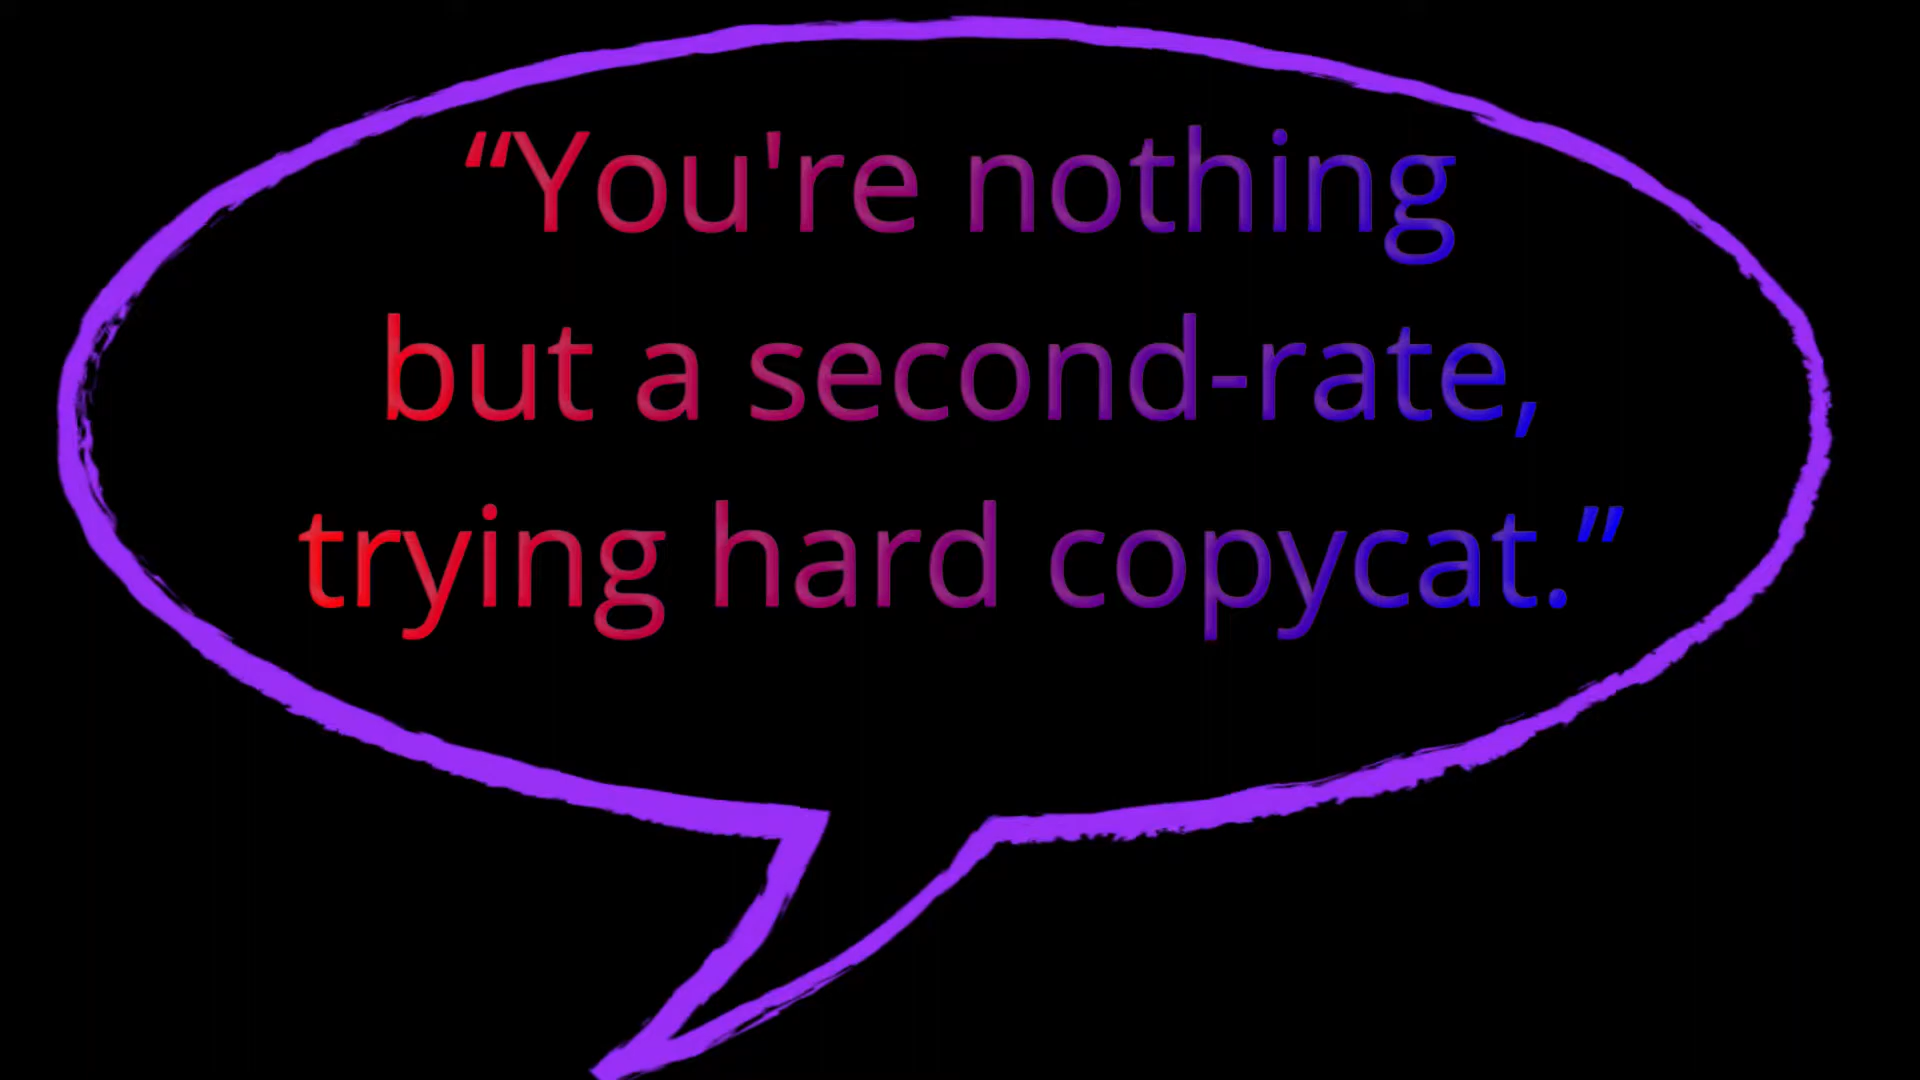 “You're nothing
but a second-rate,
trying hard copycat.”